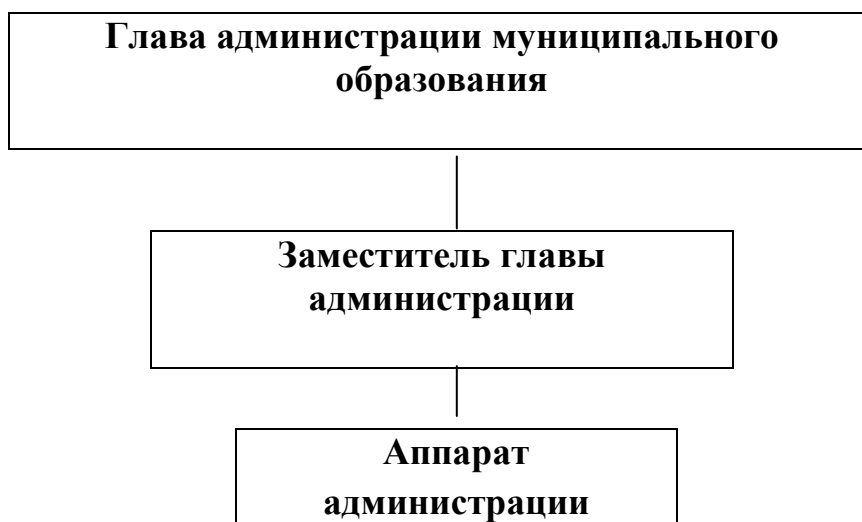 Глава администрации муниципального
образования
Заместитель главы
администрации
Аппарат
администрации